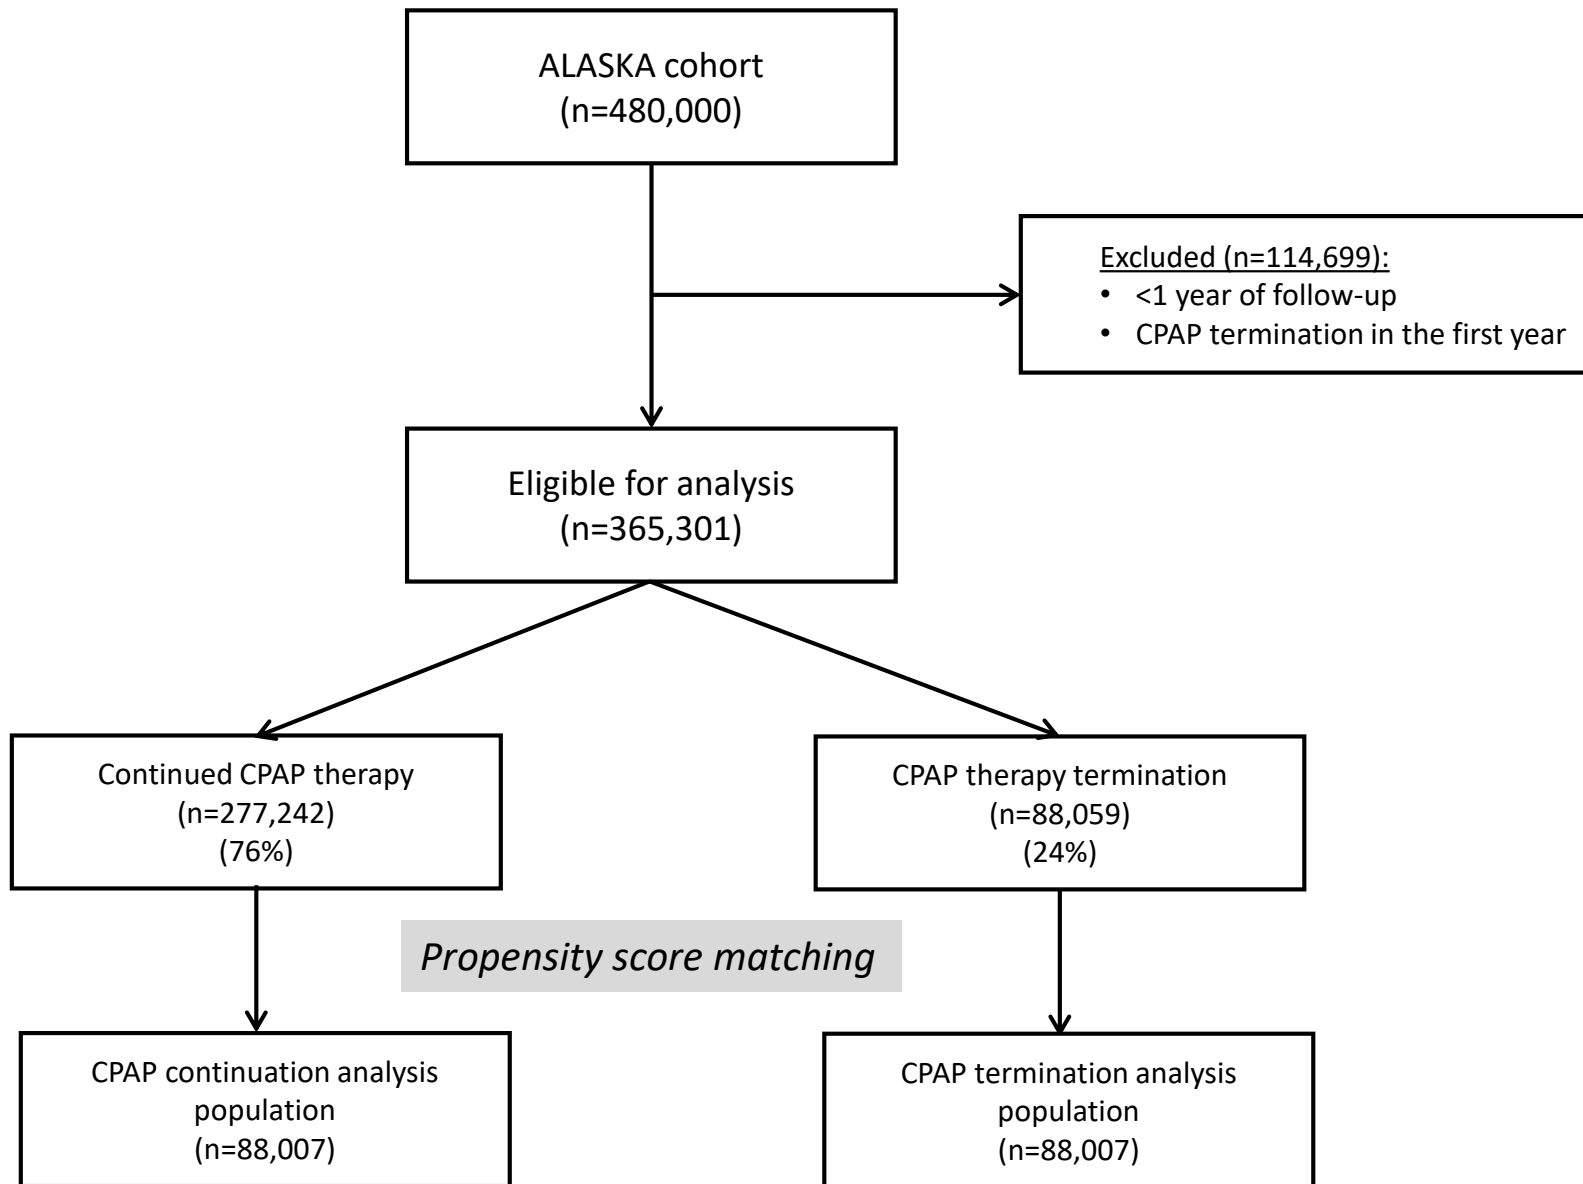 ALASKA cohort
(n=480,000)
Excluded (n=114,699):
• <1 year of follow-up
• CPAP termination in the first year
Eligible for analysis
(n=365,301)
Continued CPAP therapy
(n=277,242)
(76%)
CPAP therapy termination
(n=88,059)
(24%)
Propensity score matching
CPAP continuation analysis
population
(n=88,007)
CPAP termination analysis
population
(n=88,007)